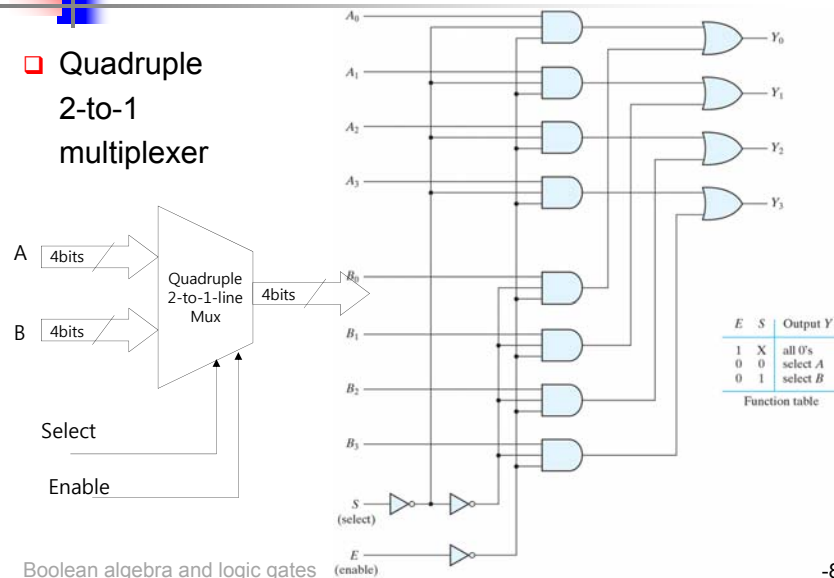 Quadruple
2-to-1
multiplexer
A
4bits
B
4bits
Quadruple
2-to-1-line
Mux
4bits
Select
Enable
A₀
A₁
A₂
A₃
B₀
B₁
B₂
B₃
S
(select)
E
(enable)
Y₀
Y₁
Y₂
Y₃
E S Output Y
1 X all 0's
0 0 select A
0 1 select B
Function table
Boolean algebra and logic gates
-8